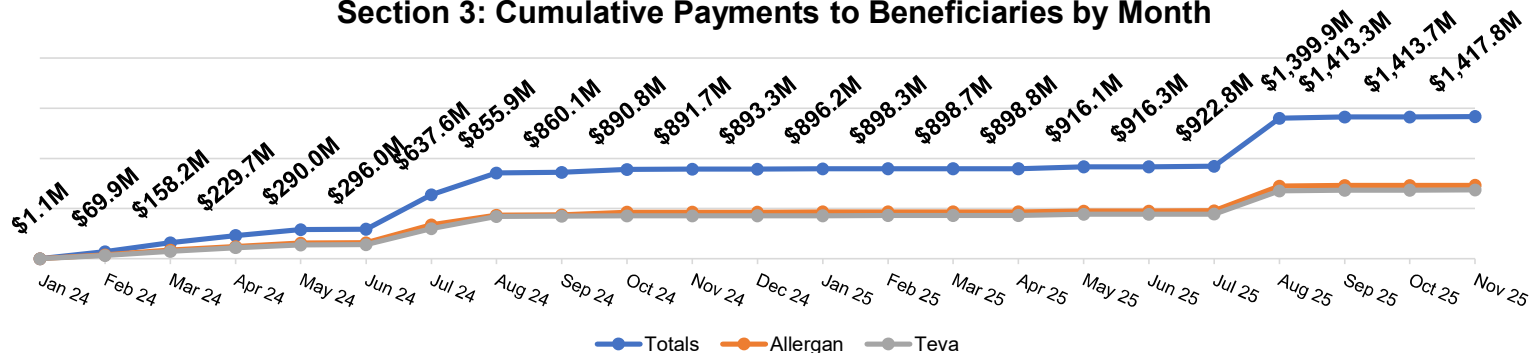 Section 3: Cumulative Payments to Beneficiaries by Month
$1.1M
$69.9M
$158.2M
$229.7M
$290.0M
$296.0M
$637.6M
$855.9M
$860.1M
$890.8M
$891.7M
$893.3M
$896.2M
$898.3M
$898.7M
$898.8M
$916.1M
$916.3M
$922.8M
$1,399.9M
$1,413.3M
$1,413.7M
$1,417.8M
Jan 24
Feb 24
Mar 24
Apr 24
May 24
Jun 24
Jul 24
Aug 24
Sep 24
Oct 24
Nov 24
Dec 24
Jan 25
Feb 25
Mar 25
Apr 25
May 25
Jun 25
Jul 25
Aug 25
Sep 25
Oct 25
Nov 25
Totals
Allergan
Teva